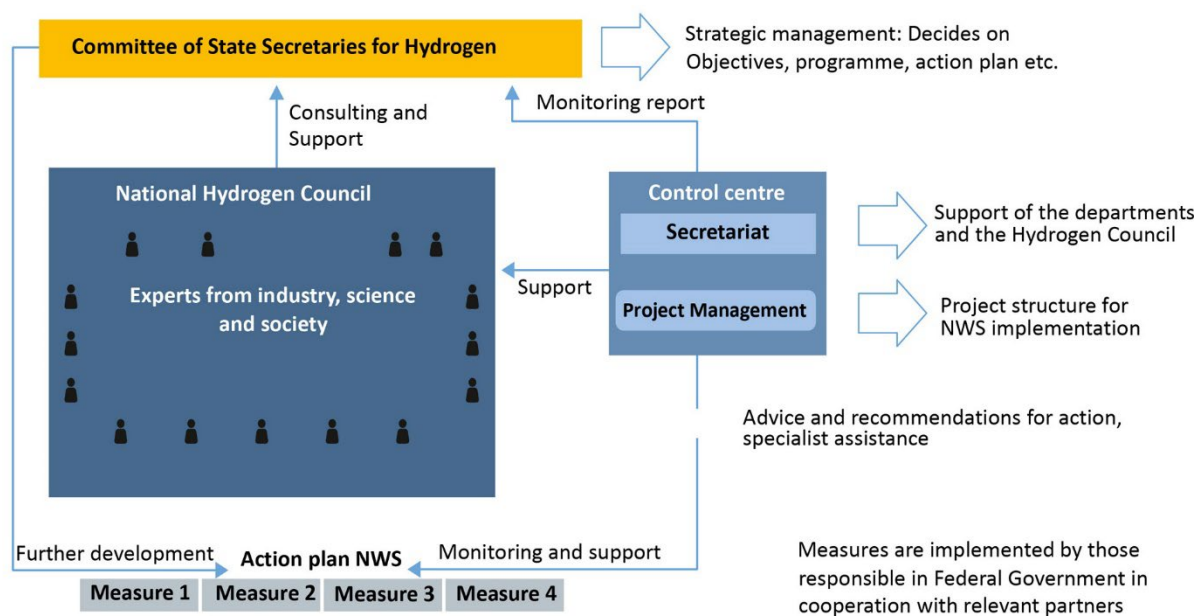 Committee of State Secretaries for Hydrogen
Strategic management: Decides on
Objectives, programme, action plan etc.
Consulting and
Support
Monitoring report
National Hydrogen Council
Experts from industry, science
and society
Control centre
Secretariat
Project Management
Support of the departments
and the Hydrogen Council
Support
Project structure for
NWS implementation
Advice and recommendations for action,
specialist assistance
Further development
Action plan NWS
Monitoring and support
Measure 1
Measure 2
Measure 3
Measure 4
Measures are implemented by those
responsible in Federal Government in
cooperation with relevant partners